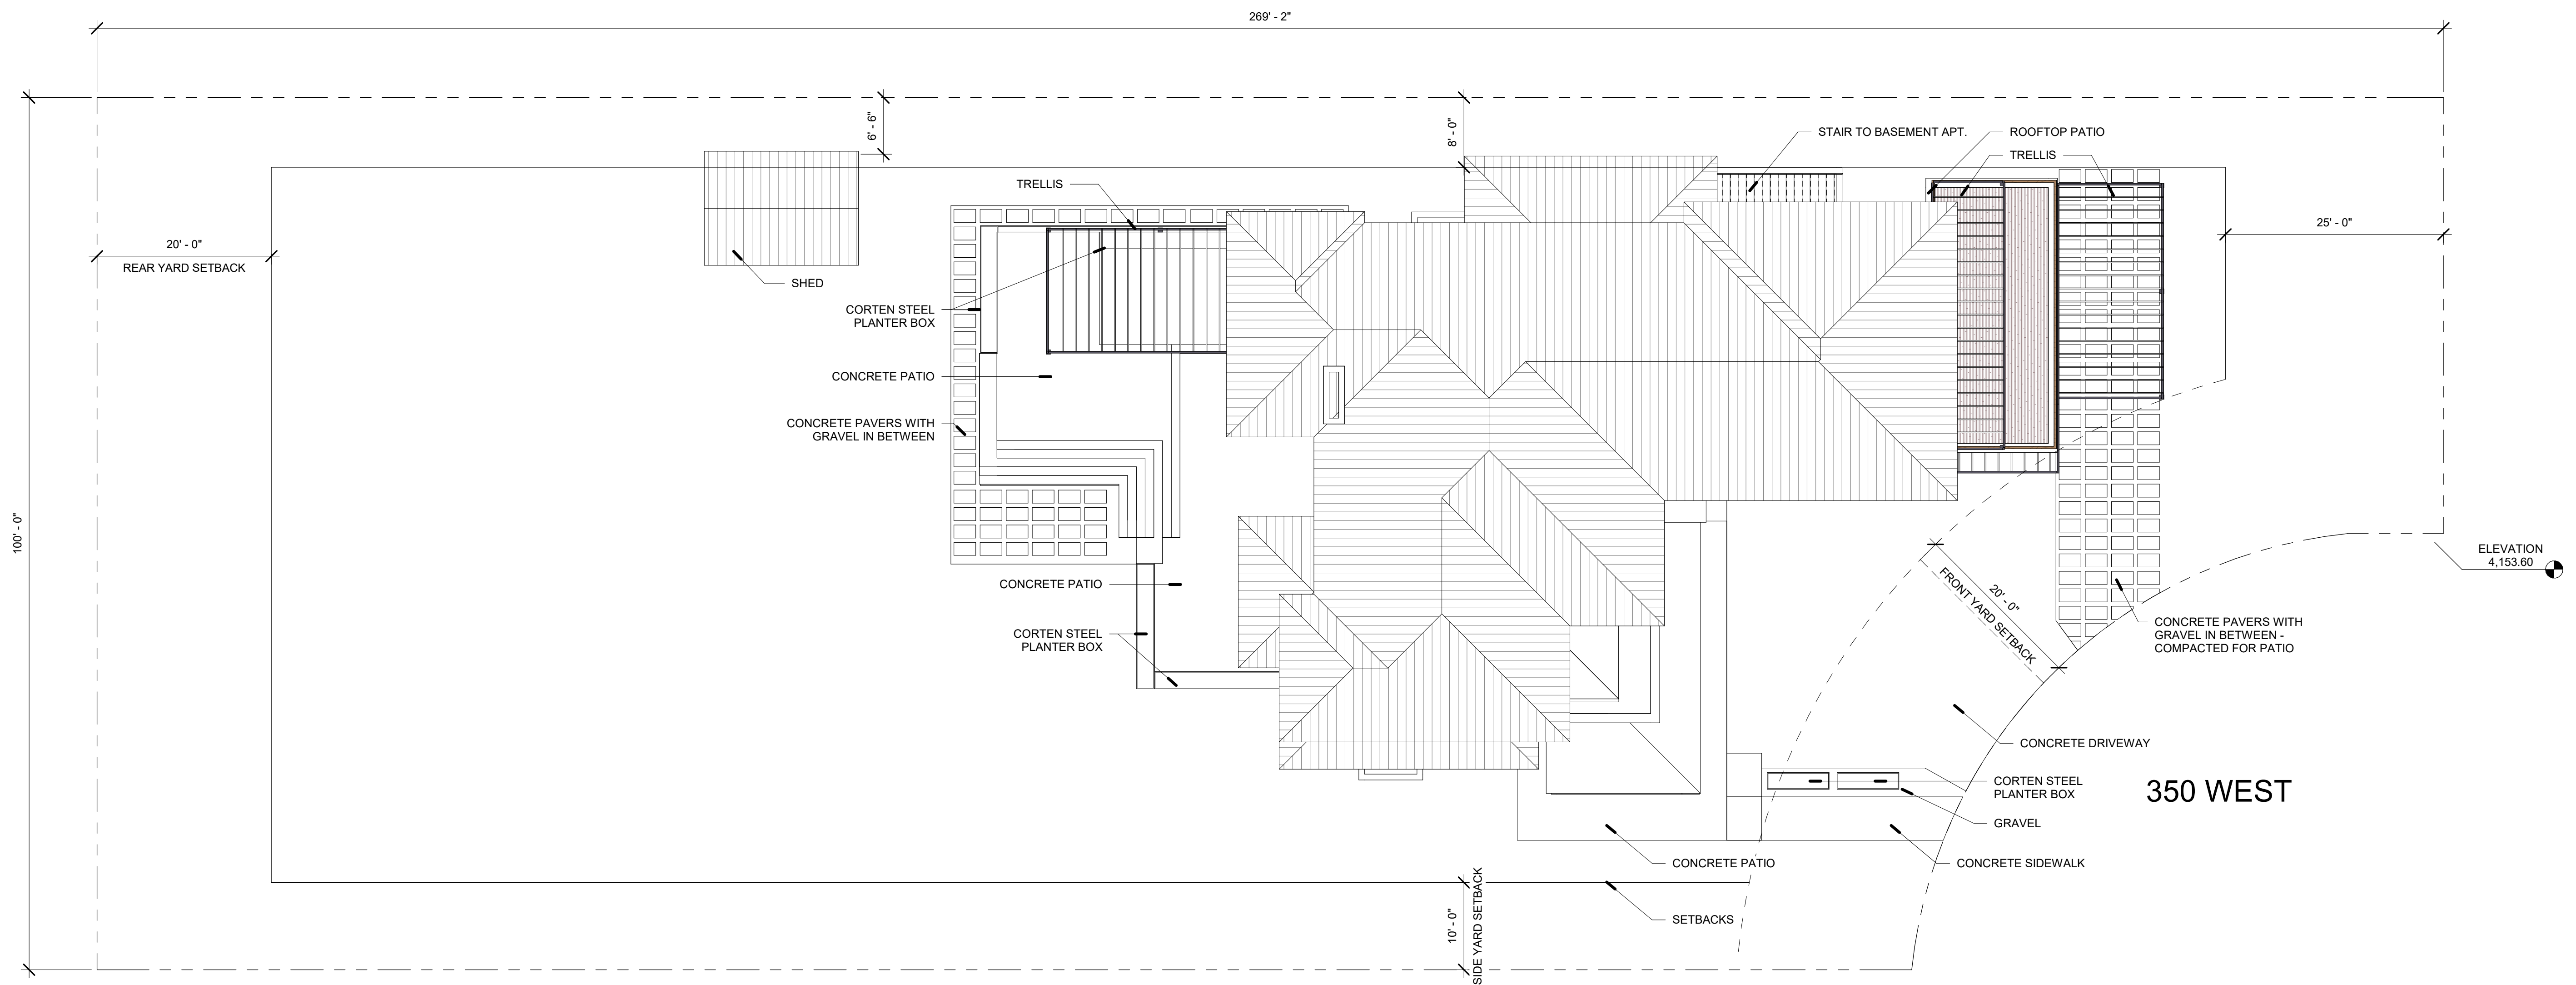 269' - 2"
6' - 6"
8' - 0"
STAIR TO BASEMENT APT.
ROOFTOP PATIO
TRELLIS
TRELLIS
20' - 0"
REAR YARD SETBACK
25' - 0"
SHED
CORTEN STEEL
PLANTER BOX
CONCRETE PATIO
CONCRETE PAVERS WITH
GRAVEL IN BETWEEN
100' - 0"
ELEVATION
4,153.60
CONCRETE PATIO
20' - 0"
FRONT YARD SETBACK
CORTEN STEEL
PLANTER BOX
CONCRETE PAVERS WITH
GRAVEL IN BETWEEN -
COMPACTED FOR PATIO
CONCRETE DRIVEWAY
CORTEN STEEL
PLANTER BOX
350 WEST
GRAVEL
CONCRETE PATIO
CONCRETE SIDEWALK
SETBACKS
10' - 0"
SIDE YARD SETBACK